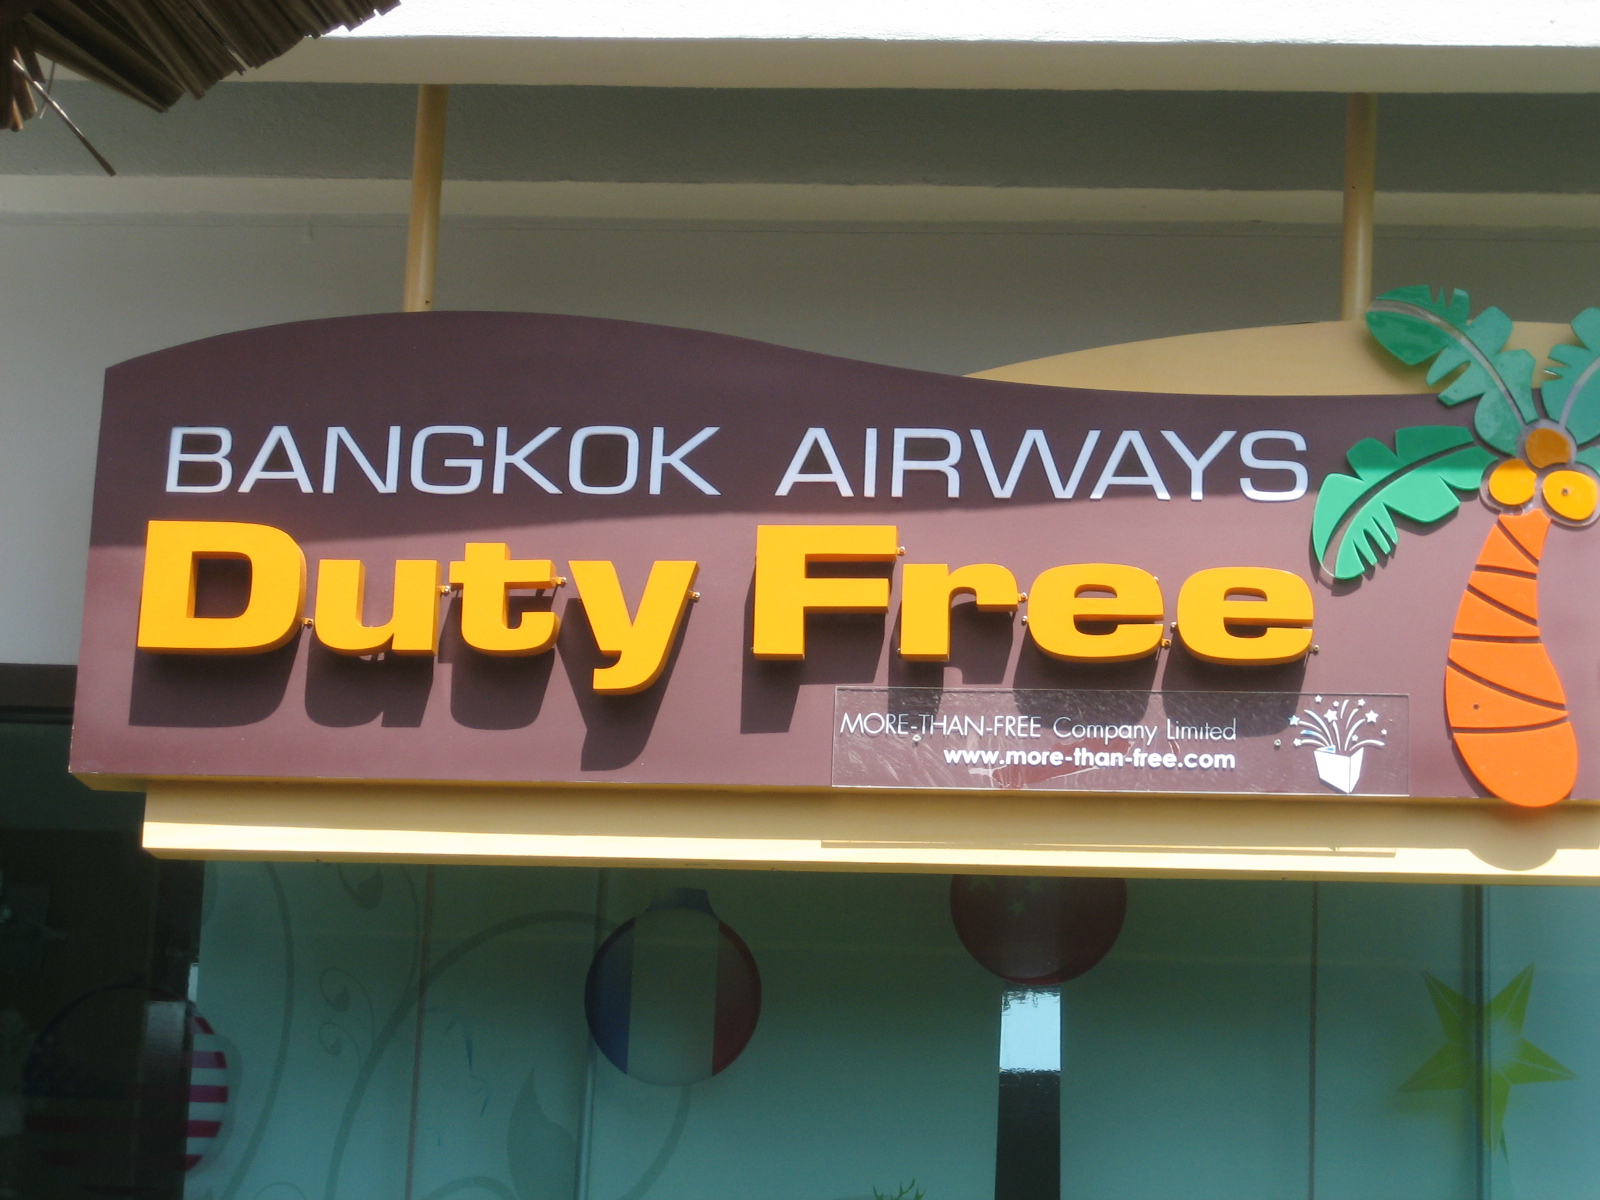 BANGKOK AIRWAYS
Duty Free
MORE-THAN-FREE Company Limited
www.more-than-free.com